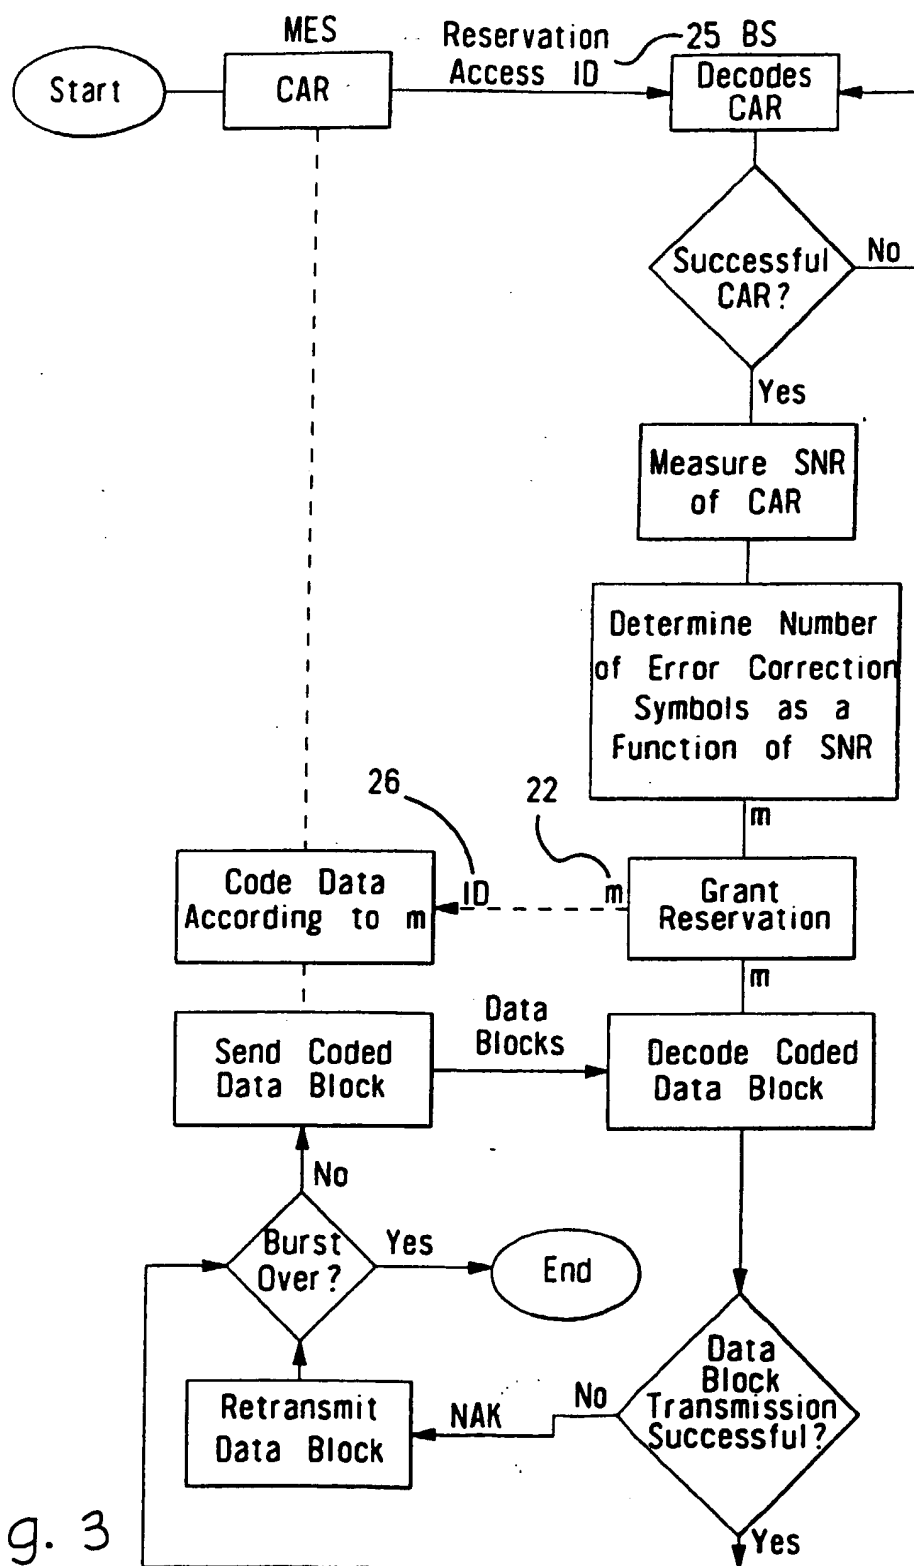 MES
Reservation
Access ID
25 BS
Start
CAR
Decodes
CAR
Successful
CAR?
No
Yes
Measure SNR
of CAR
Determine Number
of Error Correction
Symbols as a
Function of SNR
m
26
22
Code Data
According to m
ID
m
Grant
Reservation
m
Send Coded
Data Block
Data
Blocks
Decode Coded
Data Block
No
Burst
Over?
Yes
End
Data
Block
Transmission
Successful?
No
NAK
Retransmit
Data Block
Yes
g. 3